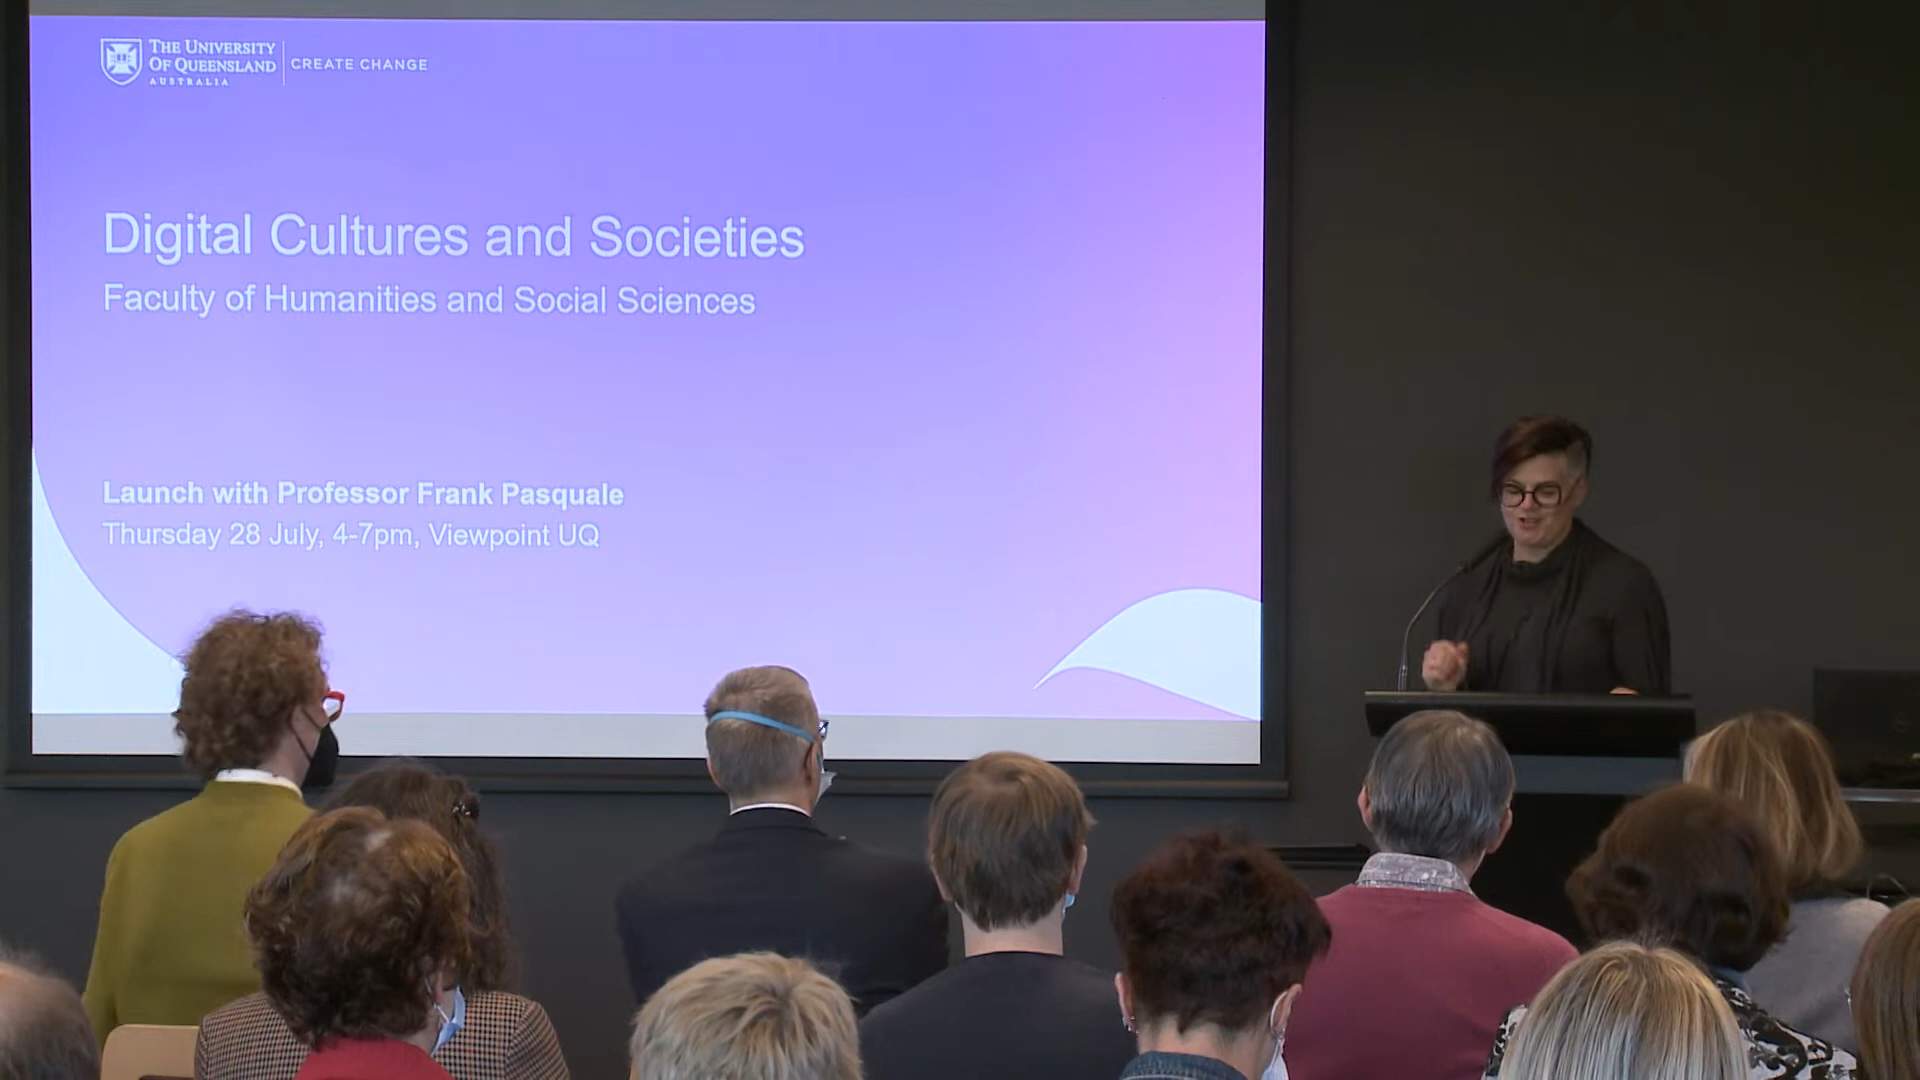 THE UNIVERSITY
OF QUEENSLAND
AUSTRALIA
CREATE CHANGE
Digital Cultures and Societies
Faculty of Humanities and Social Sciences
Launch with Professor Frank Pasquale
Thursday 28 July, 4-7pm, Viewpoint UQ